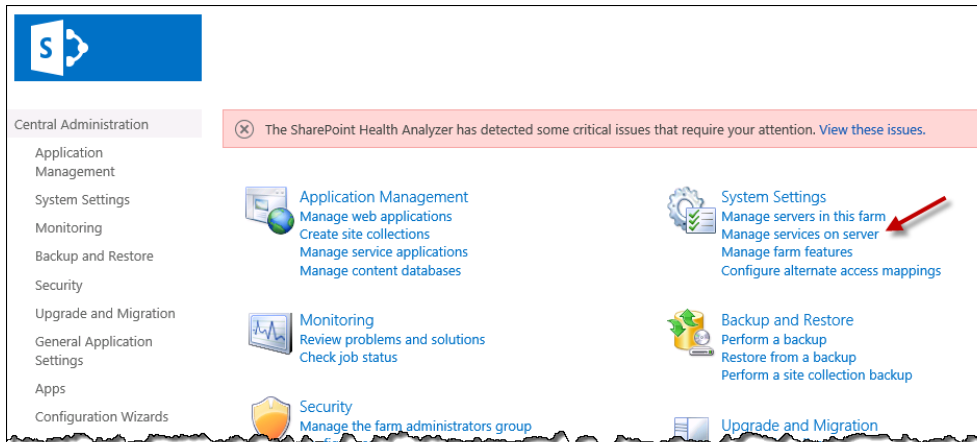 S
Central Administration
Application
Management
System Settings
Monitoring
Backup and Restore
Security
Upgrade and Migration
General Application
Settings
Apps
Configuration Wizards
The SharePoint Health Analyzer has detected some critical issues that require your attention. View these issues.
Application Management
Manage web applications
Create site collections
Manage service applications
Manage content databases
System Settings
Manage servers in this farm
Manage services on server
Manage farm features
Configure alternate access mappings
Monitoring
Review problems and solutions
Check job status
Backup and Restore
Perform a backup
Restore from a backup
Perform a site collection backup
Security
Manage the farm administrators group
Upgrade and Migration